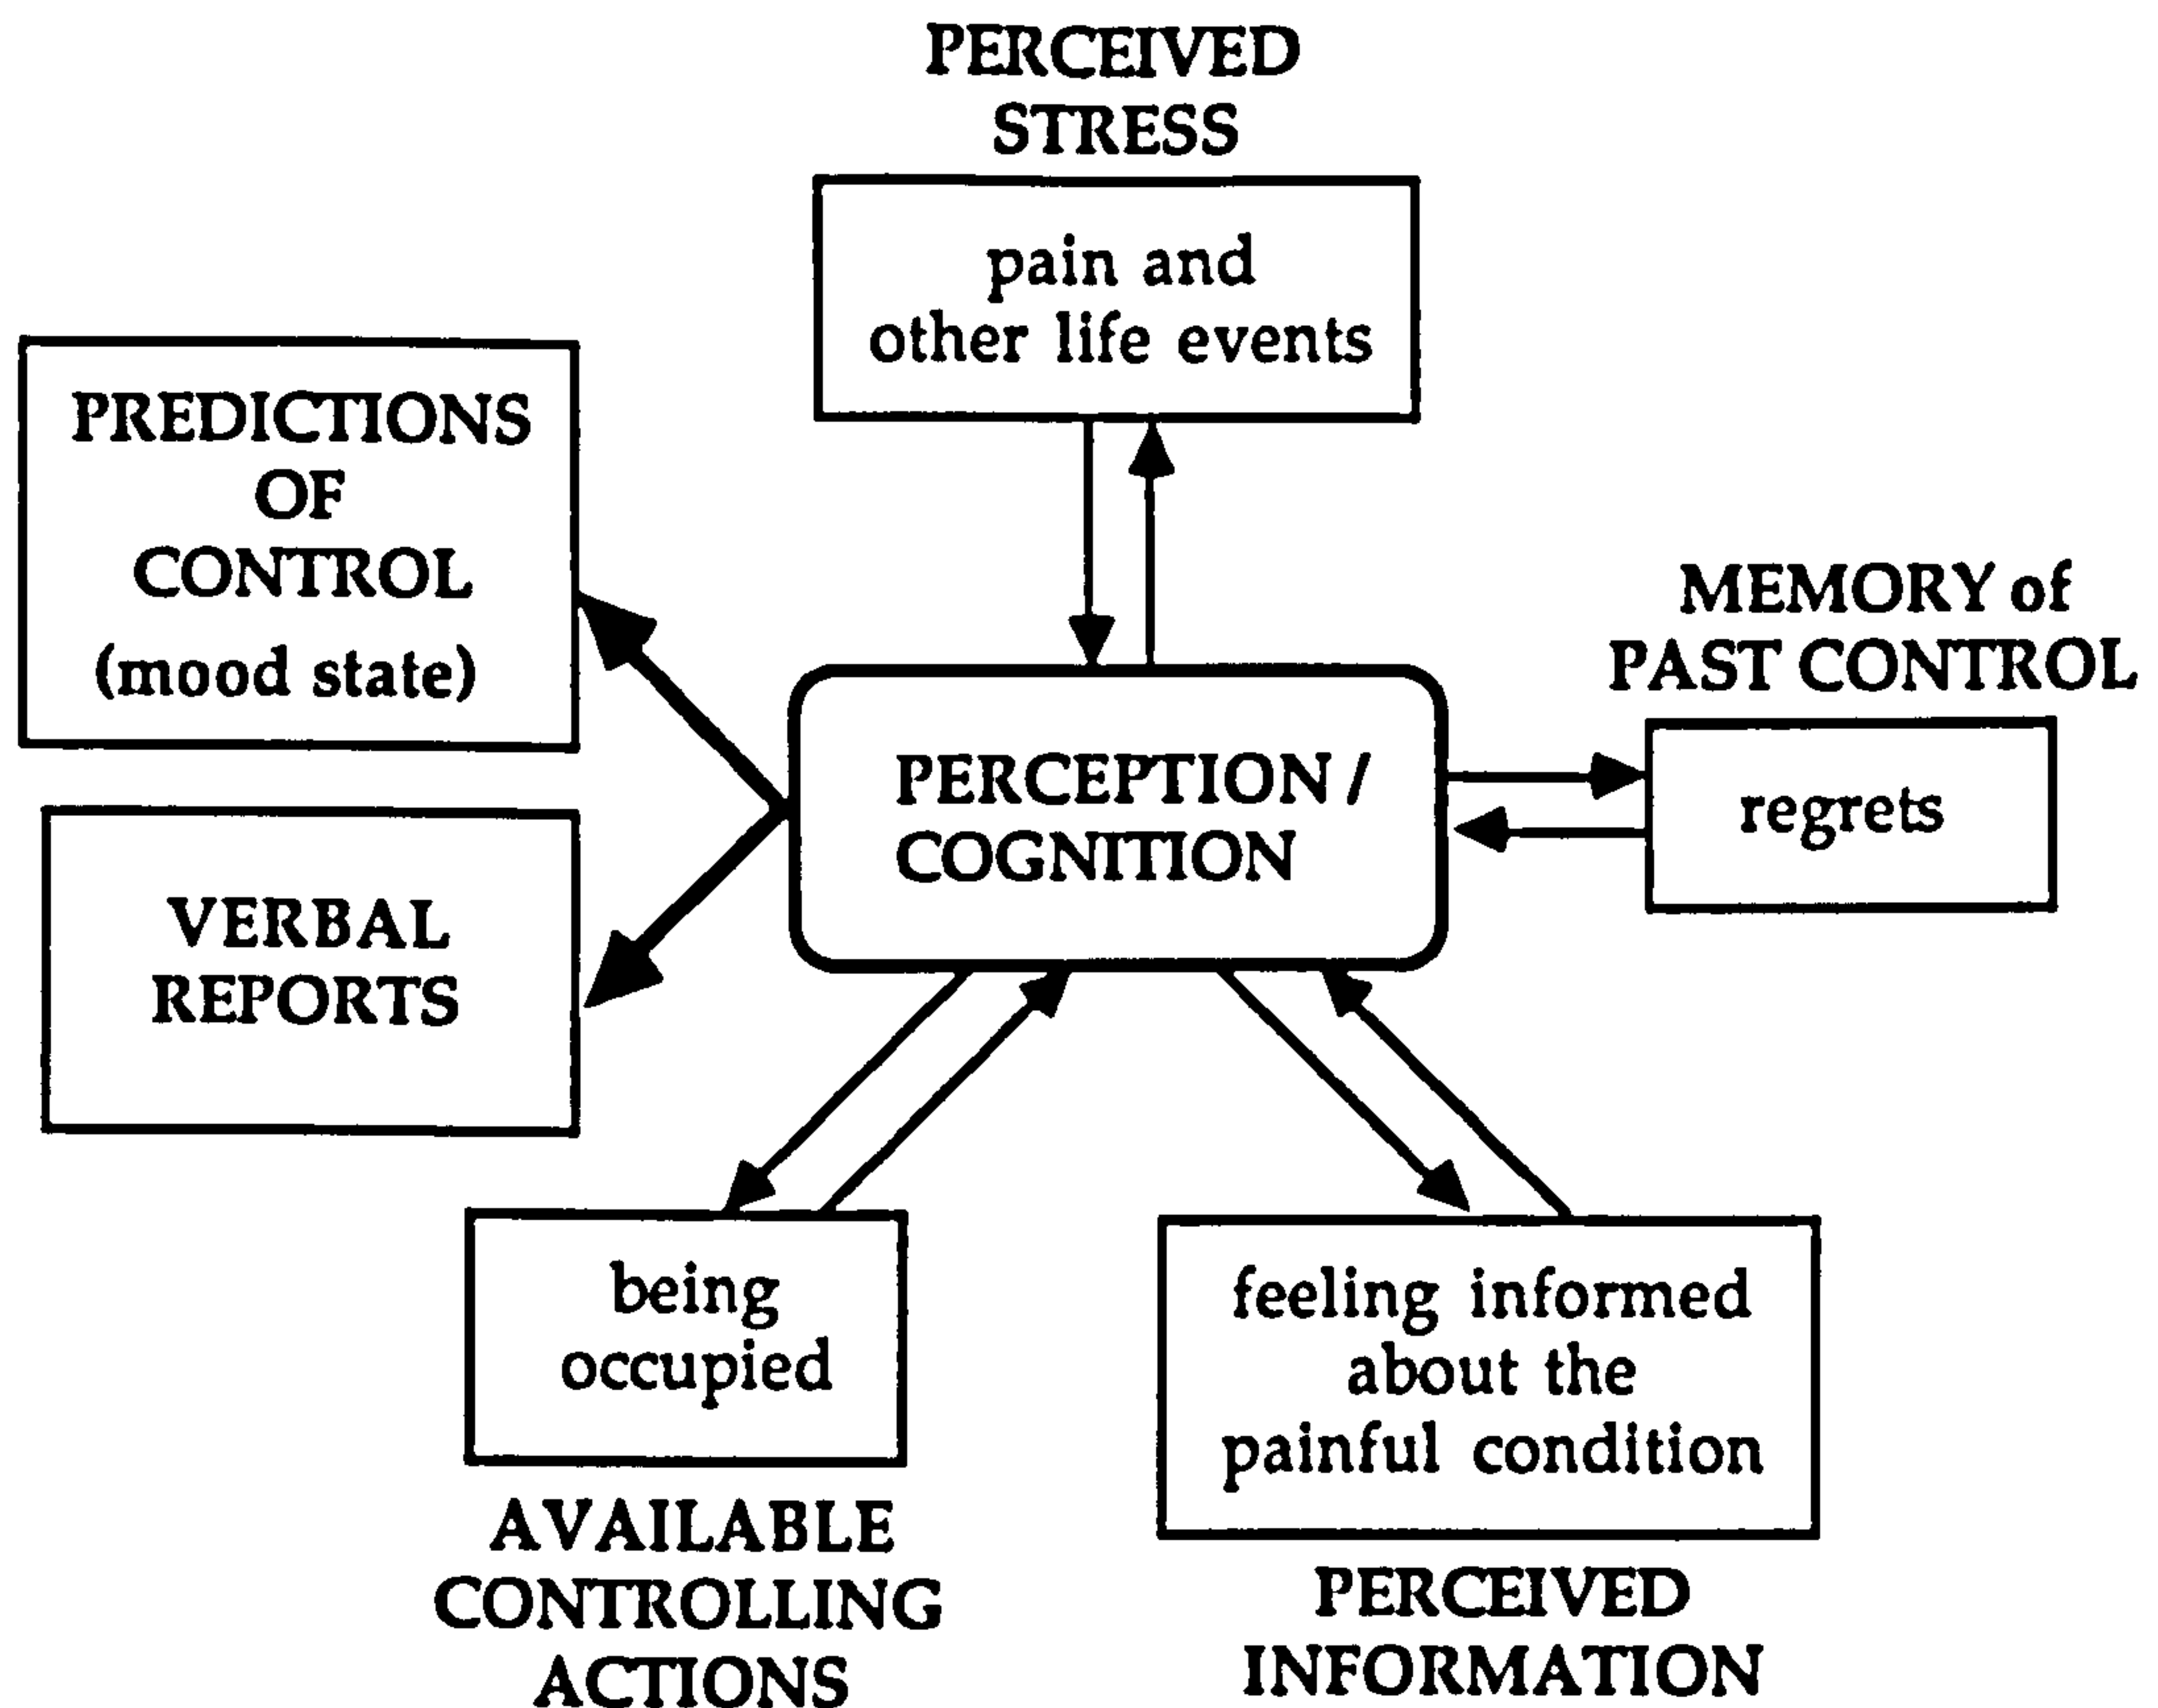 PERCEIVED
STRESS
pain and
other life events
PREDICTIONS
OF
CONTROL
(mood state)
MEMORY of
PAST CONTROL
PERCEPTION /
COGNITION
regrets
VERBAL
REPORTS
being
occupied
AVAILABLE
CONTROLLING
ACTIONS
feeling informed
about the
painful condition
PERCEIVED
INFORMATION